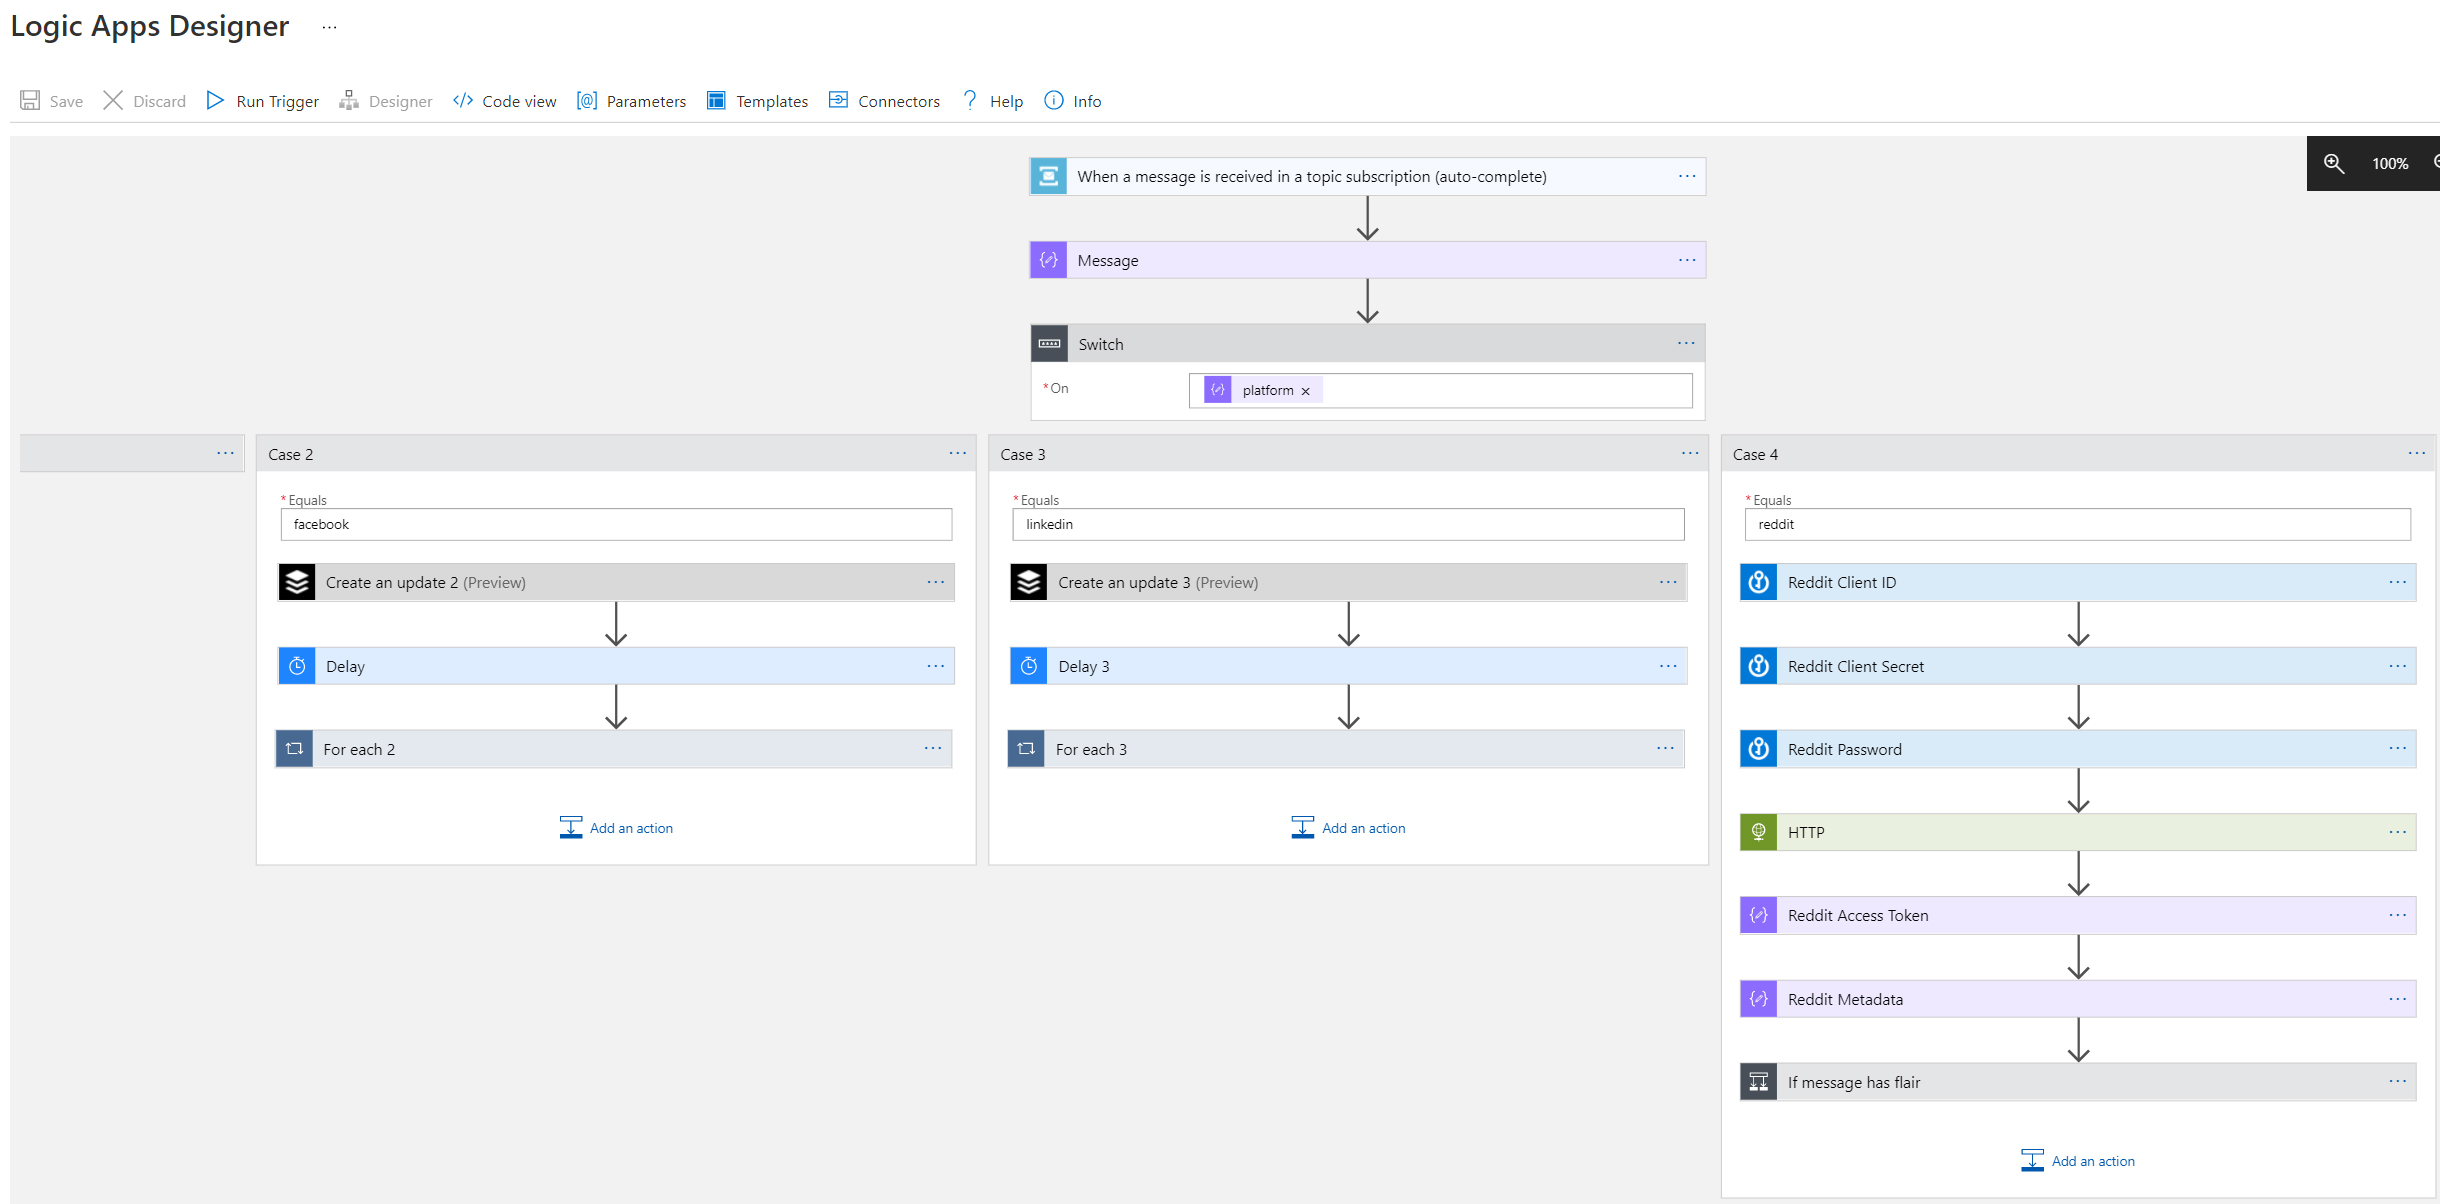 Logic Apps Designer ...
Save Discard Run Trigger Designer Code view Parameters Templates Connectors Help Info
100%
When a message is received in a topic subscription (auto-complete)
Message
Switch
*On
platform ×
Case 2
*Equals
facebook
Create an update 2 (Preview)
Delay
For each 2
Add an action
Case 3
*Equals
linkedin
Create an update 3 (Preview)
Delay 3
For each 3
Add an action
Case 4
*Equals
reddit
Reddit Client ID
Reddit Client Secret
Reddit Password
HTTP
Reddit Access Token
Reddit Metadata
If message has flair
Add an action